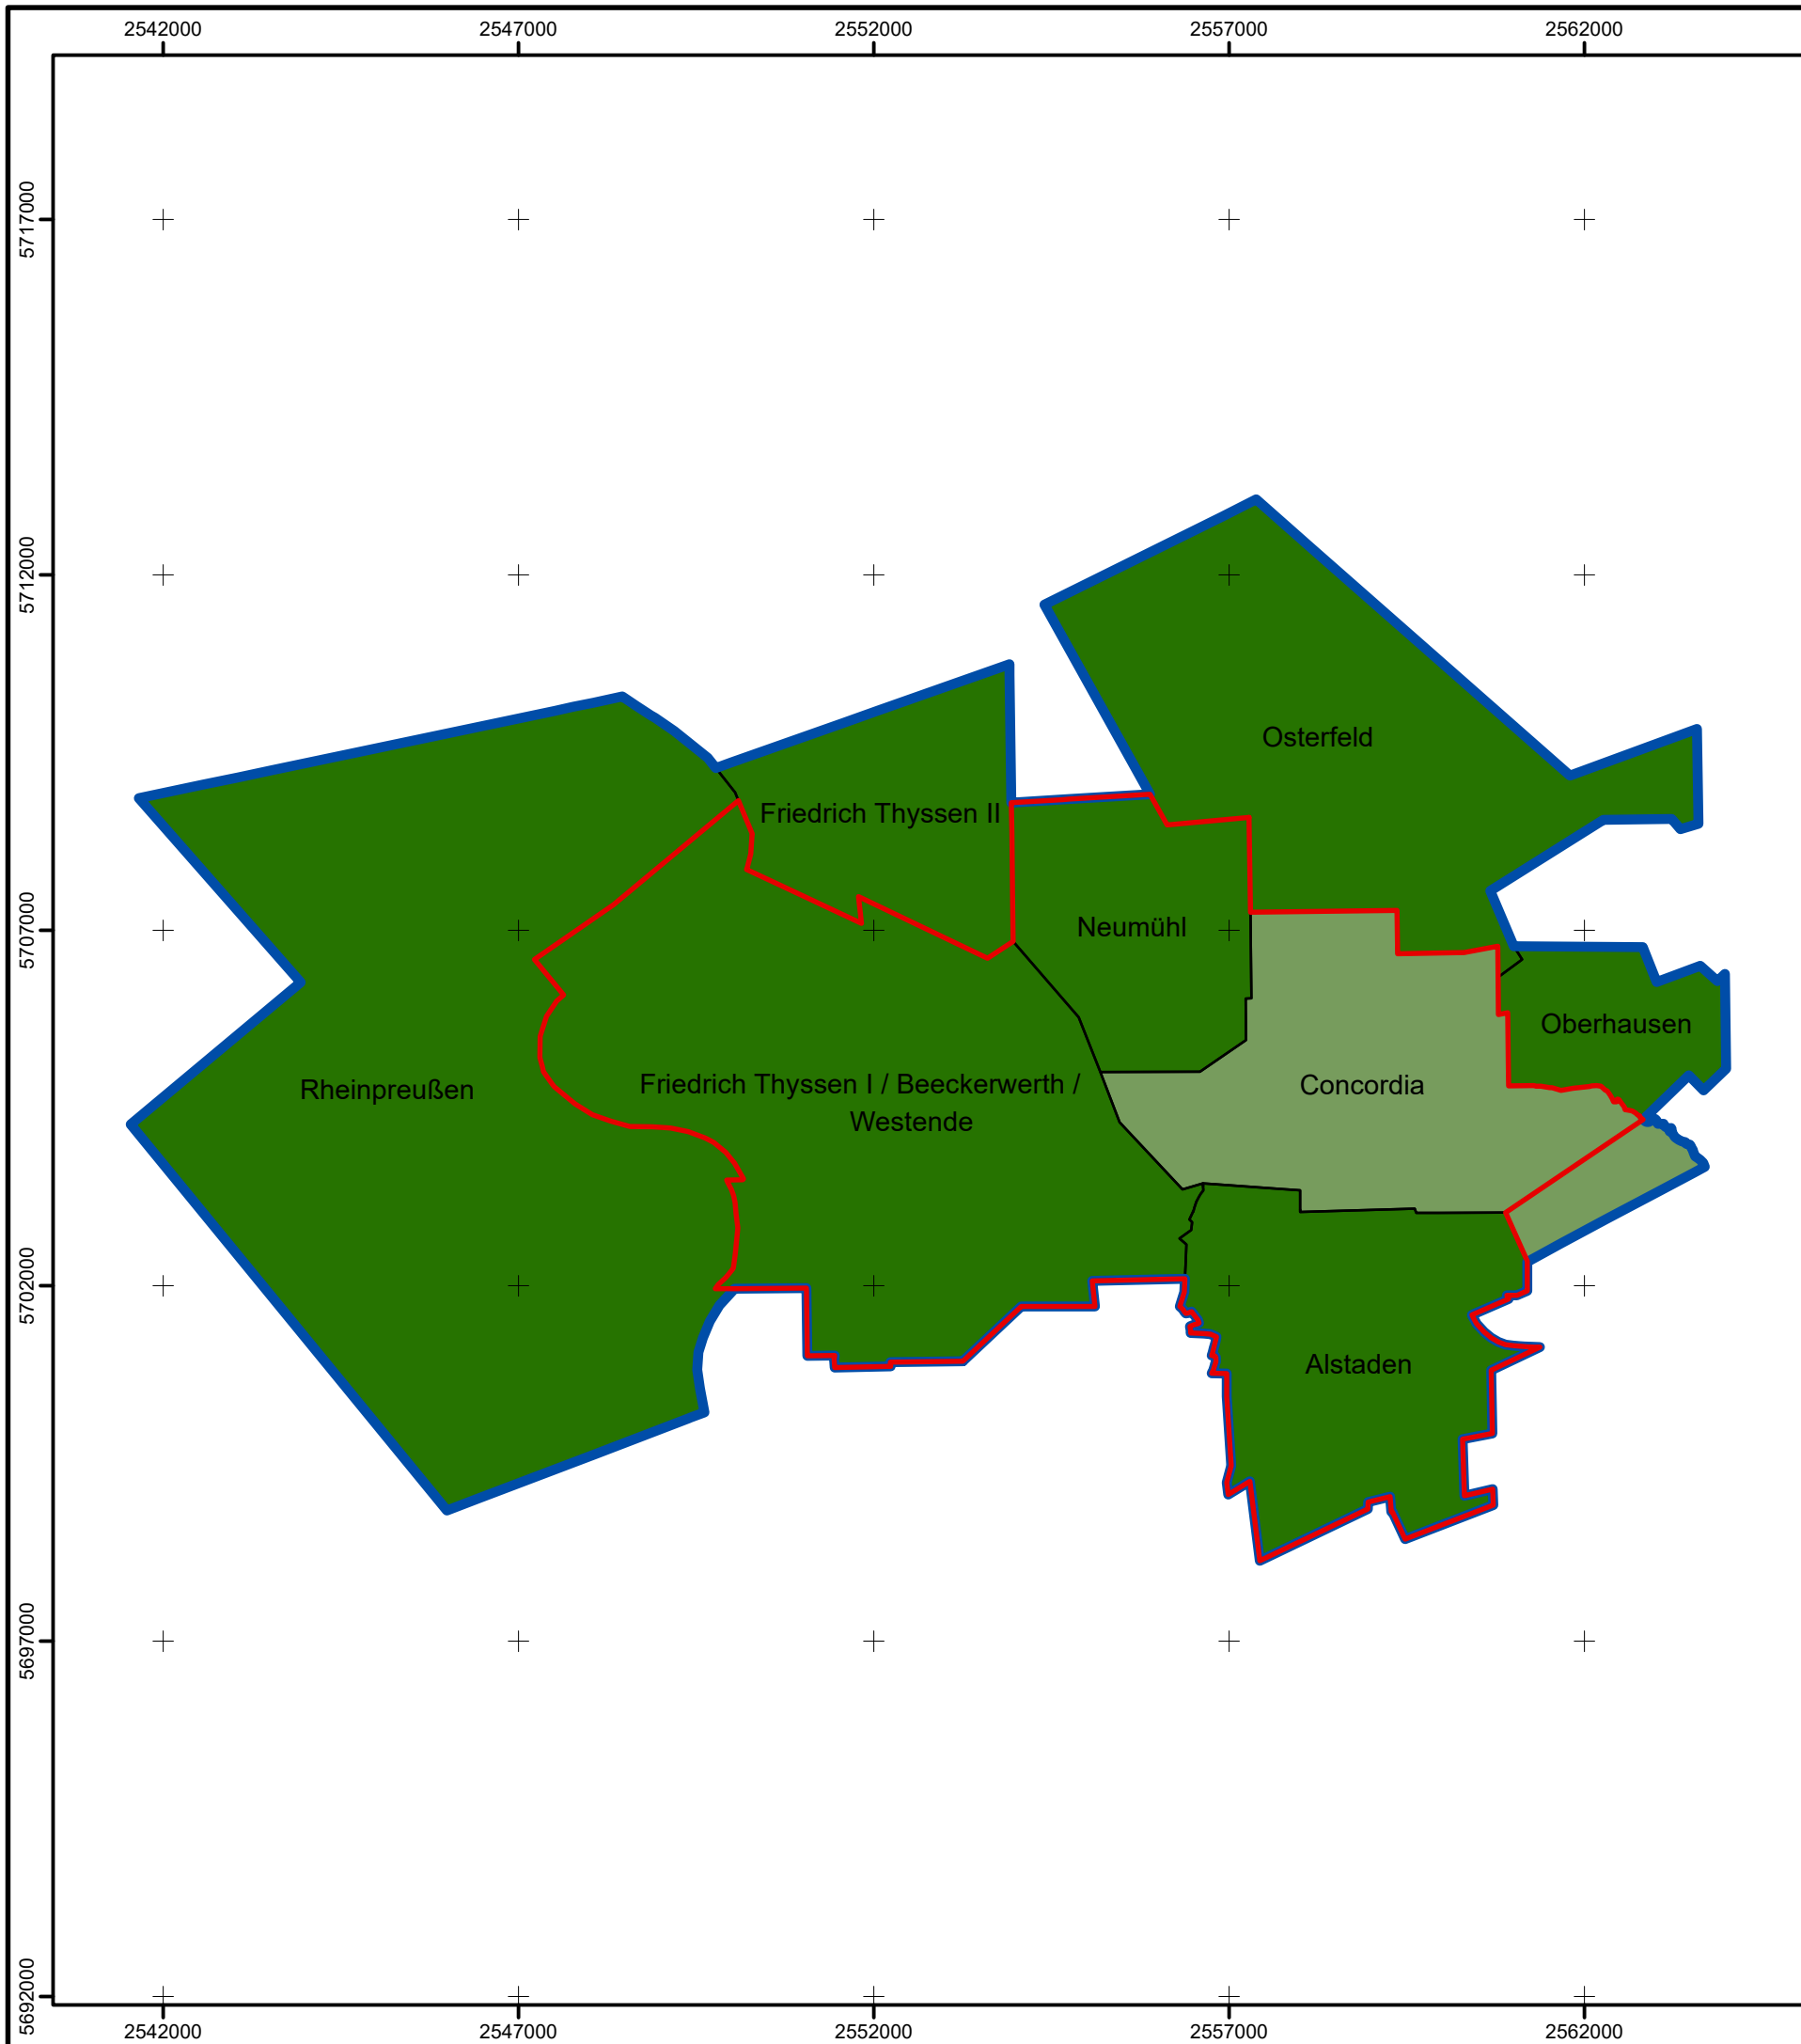 2542000 2547000 2552000 2557000 2562000
5717000
5712000
Osterfeld
Friedrich Thyssen II
5707000
Neumühl
Oberhausen
Rheinpreußen
Friedrich Thyssen I / Beeckerwerth /
Westende
Concordia
5702000
Alstaden
5697000
5692000
2542000 2547000 2552000 2557000 2562000